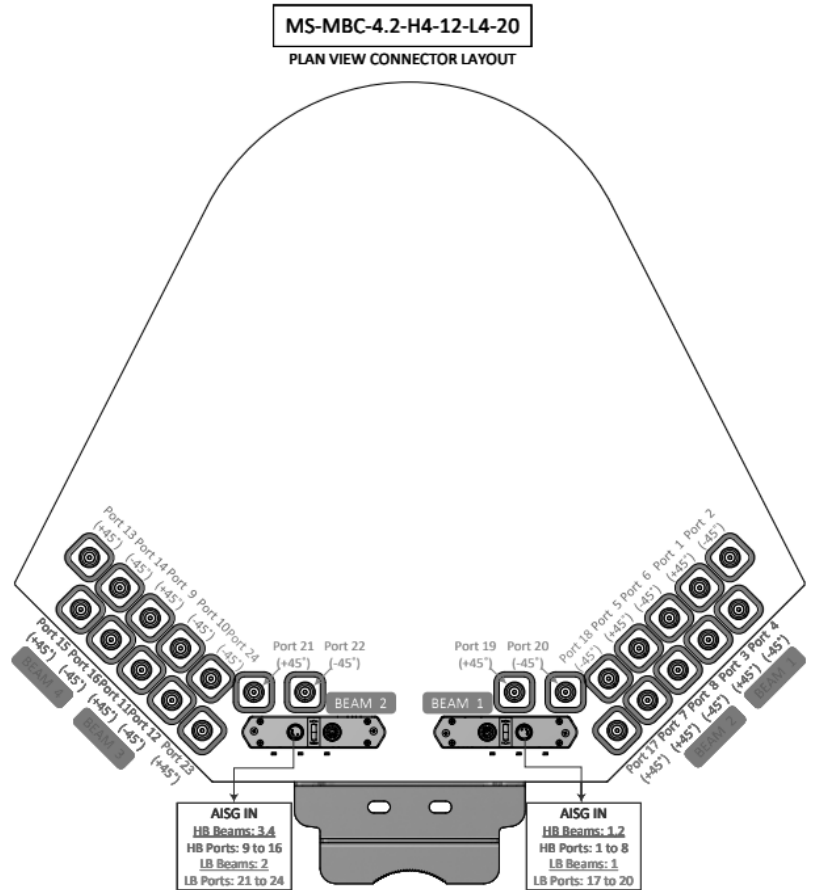 MS-MBC-4.2-H4-12-L4-20
PLAN VIEW CONNECTOR LAYOUT
Port 13 (+45°)
Port 14 (-45°)
Port 9 (+45°)
Port 10 (-45°)
Port 24 (-45°)
Port 21 (+45°)
Port 22 (-45°)
Port 19 (+45°)
Port 20 (-45°)
Port 18 (-45°)
Port 5 (+45°)
Port 6 (-45°)
Port 1 (+45°)
Port 2 (-45°)
Port 15 (+45°)
Port 16 (-45°)
Port 11 (+45°)
Port 12 (-45°)
Port 23 (+45°)
BEAM 4
BEAM 3
BEAM 2
BEAM 1
Port 17 (+45°)
Port 7 (+45°)
Port 8 (-45°)
Port 3 (+45°)
Port 4 (-45°)
BEAM 2
BEAM 1
AISG IN
HB Beams: 3.4
HB Ports: 9 to 16
LB Beams: 2
LB Ports: 21 to 24
AISG IN
HB Beams: 1.2
HB Ports: 1 to 8
LB Beams: 1
LB Ports: 17 to 20